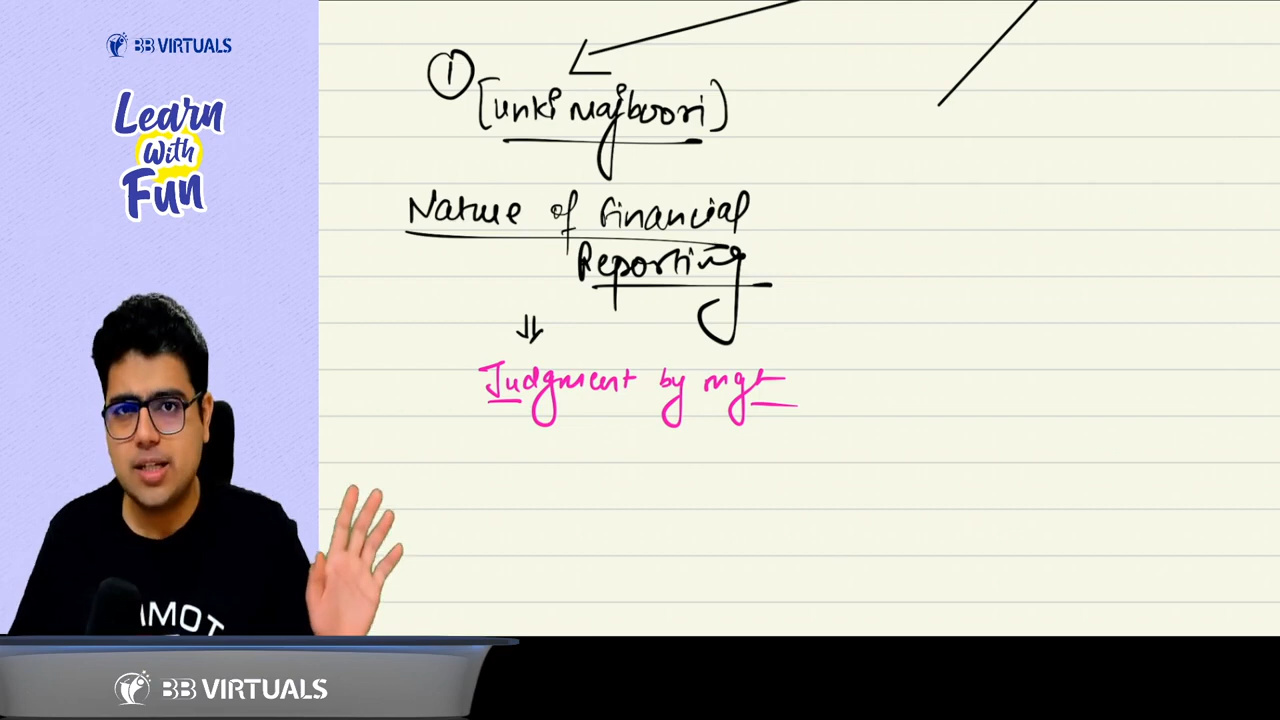 BB VIRTUALS
Learn
With
Fun
1
[unki majboori]
Nature of financial
Reporting
⇓
Judgment by mgt
MOT
BB VIRTUALS